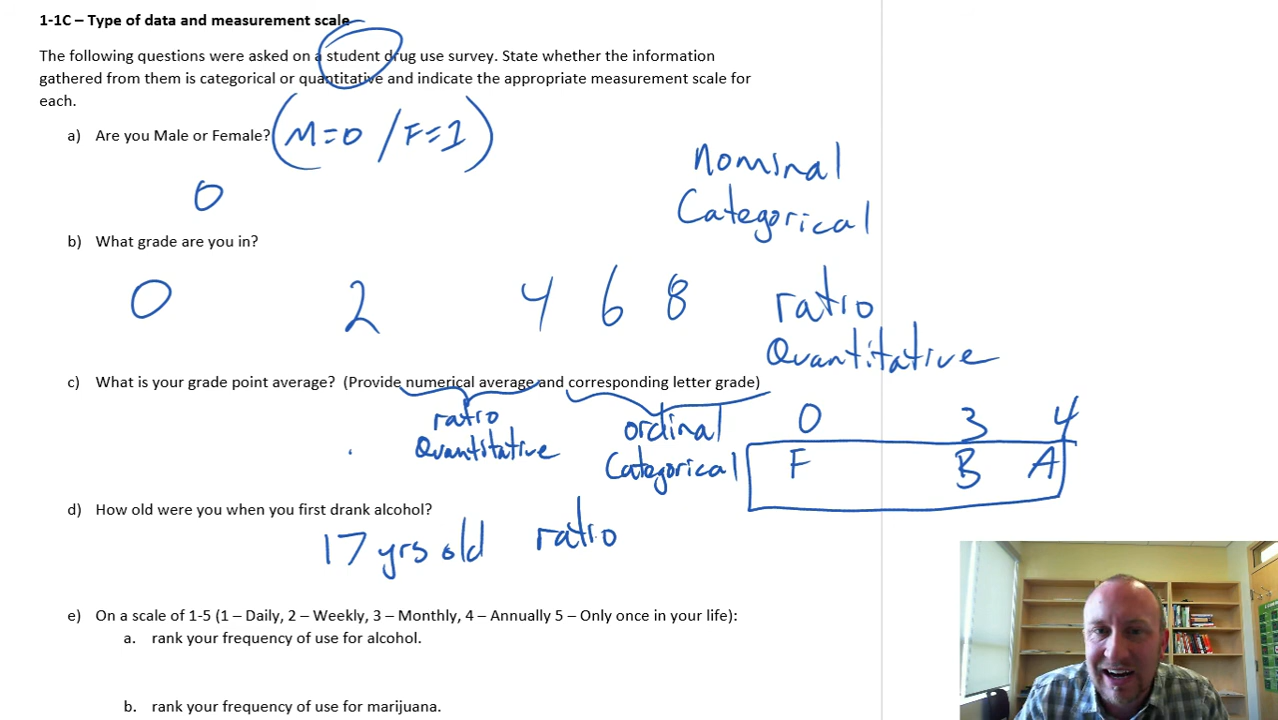 1-1C – Type of data and measurement scale
The following questions were asked on a student drug use survey. State whether the information
gathered from them is categorical or quantitative and indicate the appropriate measurement scale for
each.
a) Are you Male or Female? (M=0 / F=1)
Nominal
Categorical
0
b) What grade are you in?
0 2 4 6 8 ratio
Quantitative
c) What is your grade point average? (Provide numerical average and corresponding letter grade)
ratio
Quantitative
ordinal
Categorical
0 3 4
F B A
d) How old were you when you first drank alcohol?
17 yrs old ratio
e) On a scale of 1-5 (1 – Daily, 2 – Weekly, 3 – Monthly, 4 – Annually 5 – Only once in your life):
a. rank your frequency of use for alcohol.
b. rank your frequency of use for marijuana.